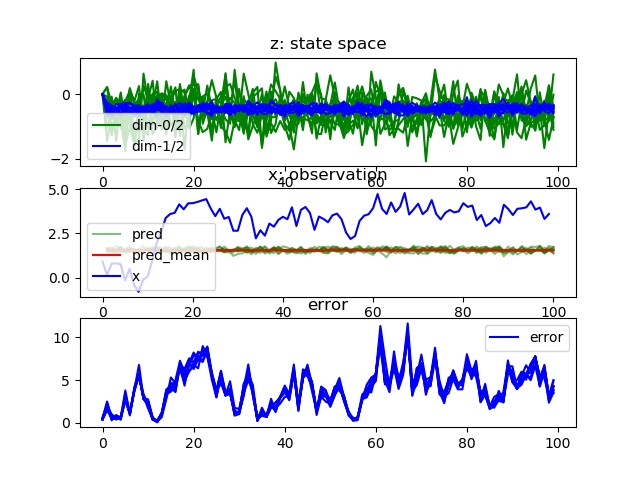 z: state space
0
−2
dim-0/2
dim-1/2
0 20 40 60 80 100
x: observation
5.0
2.5
0.0
pred
pred_mean
x
0 20 40 60 80 100
error
10
5
0
error
0 20 40 60 80 100